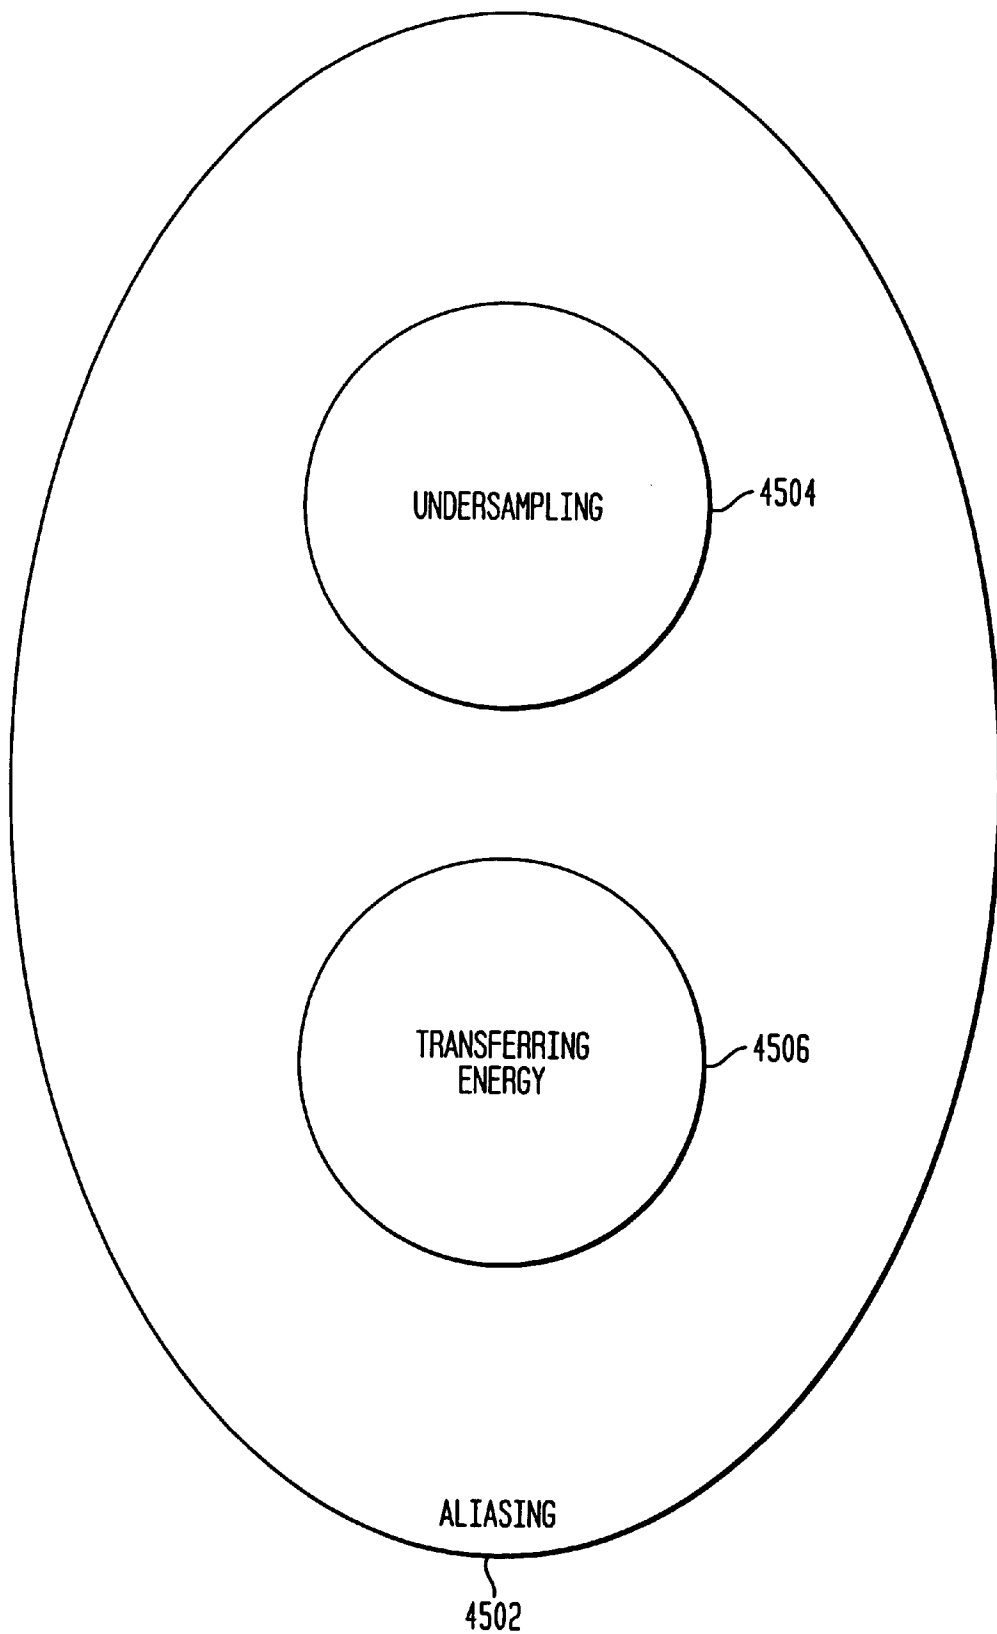 UNDERSAMPLING
4504
TRANSFERRING
ENERGY
4506
ALIASING
4502